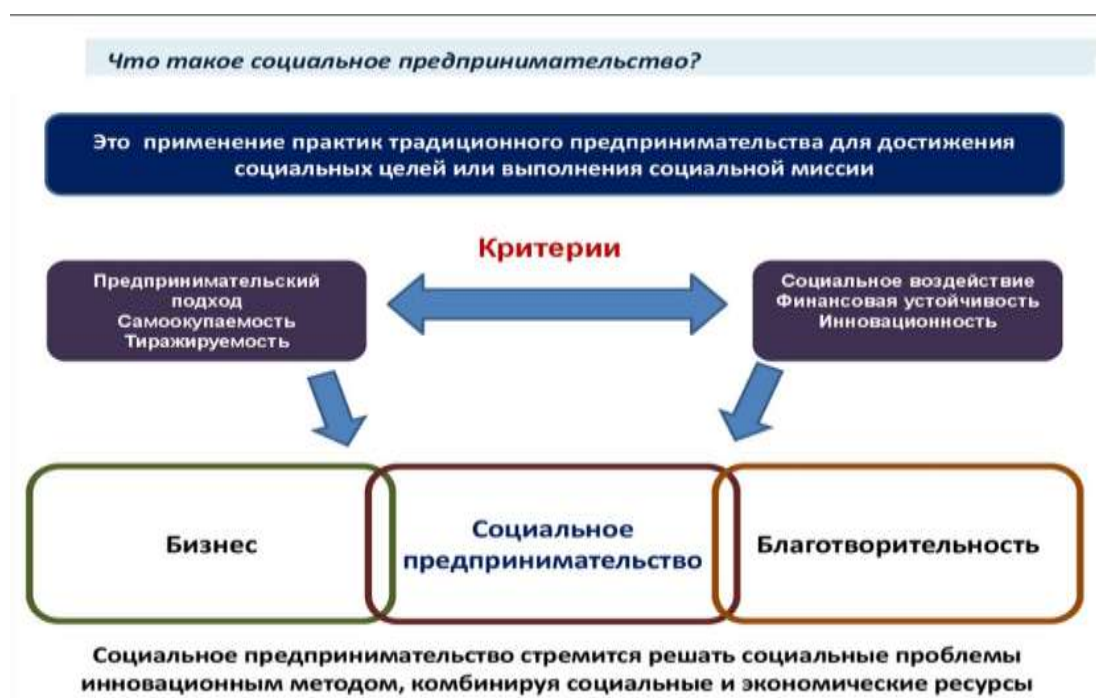 Что такое социальное предпринимательство?
Это применение практик традиционного предпринимательства для достижения
социальных целей или выполнения социальной миссии
Критерии
Предпринимательский
подход
Самоокупаемость
Тиражируемость
Социальное воздействие
Финансовая устойчивость
Инновационность
Бизнес
Социальное
предпринимательство
Благотворительность
Социальное предпринимательство стремится решать социальные проблемы
инновационным методом, комбинируя социальные и экономические ресурсы